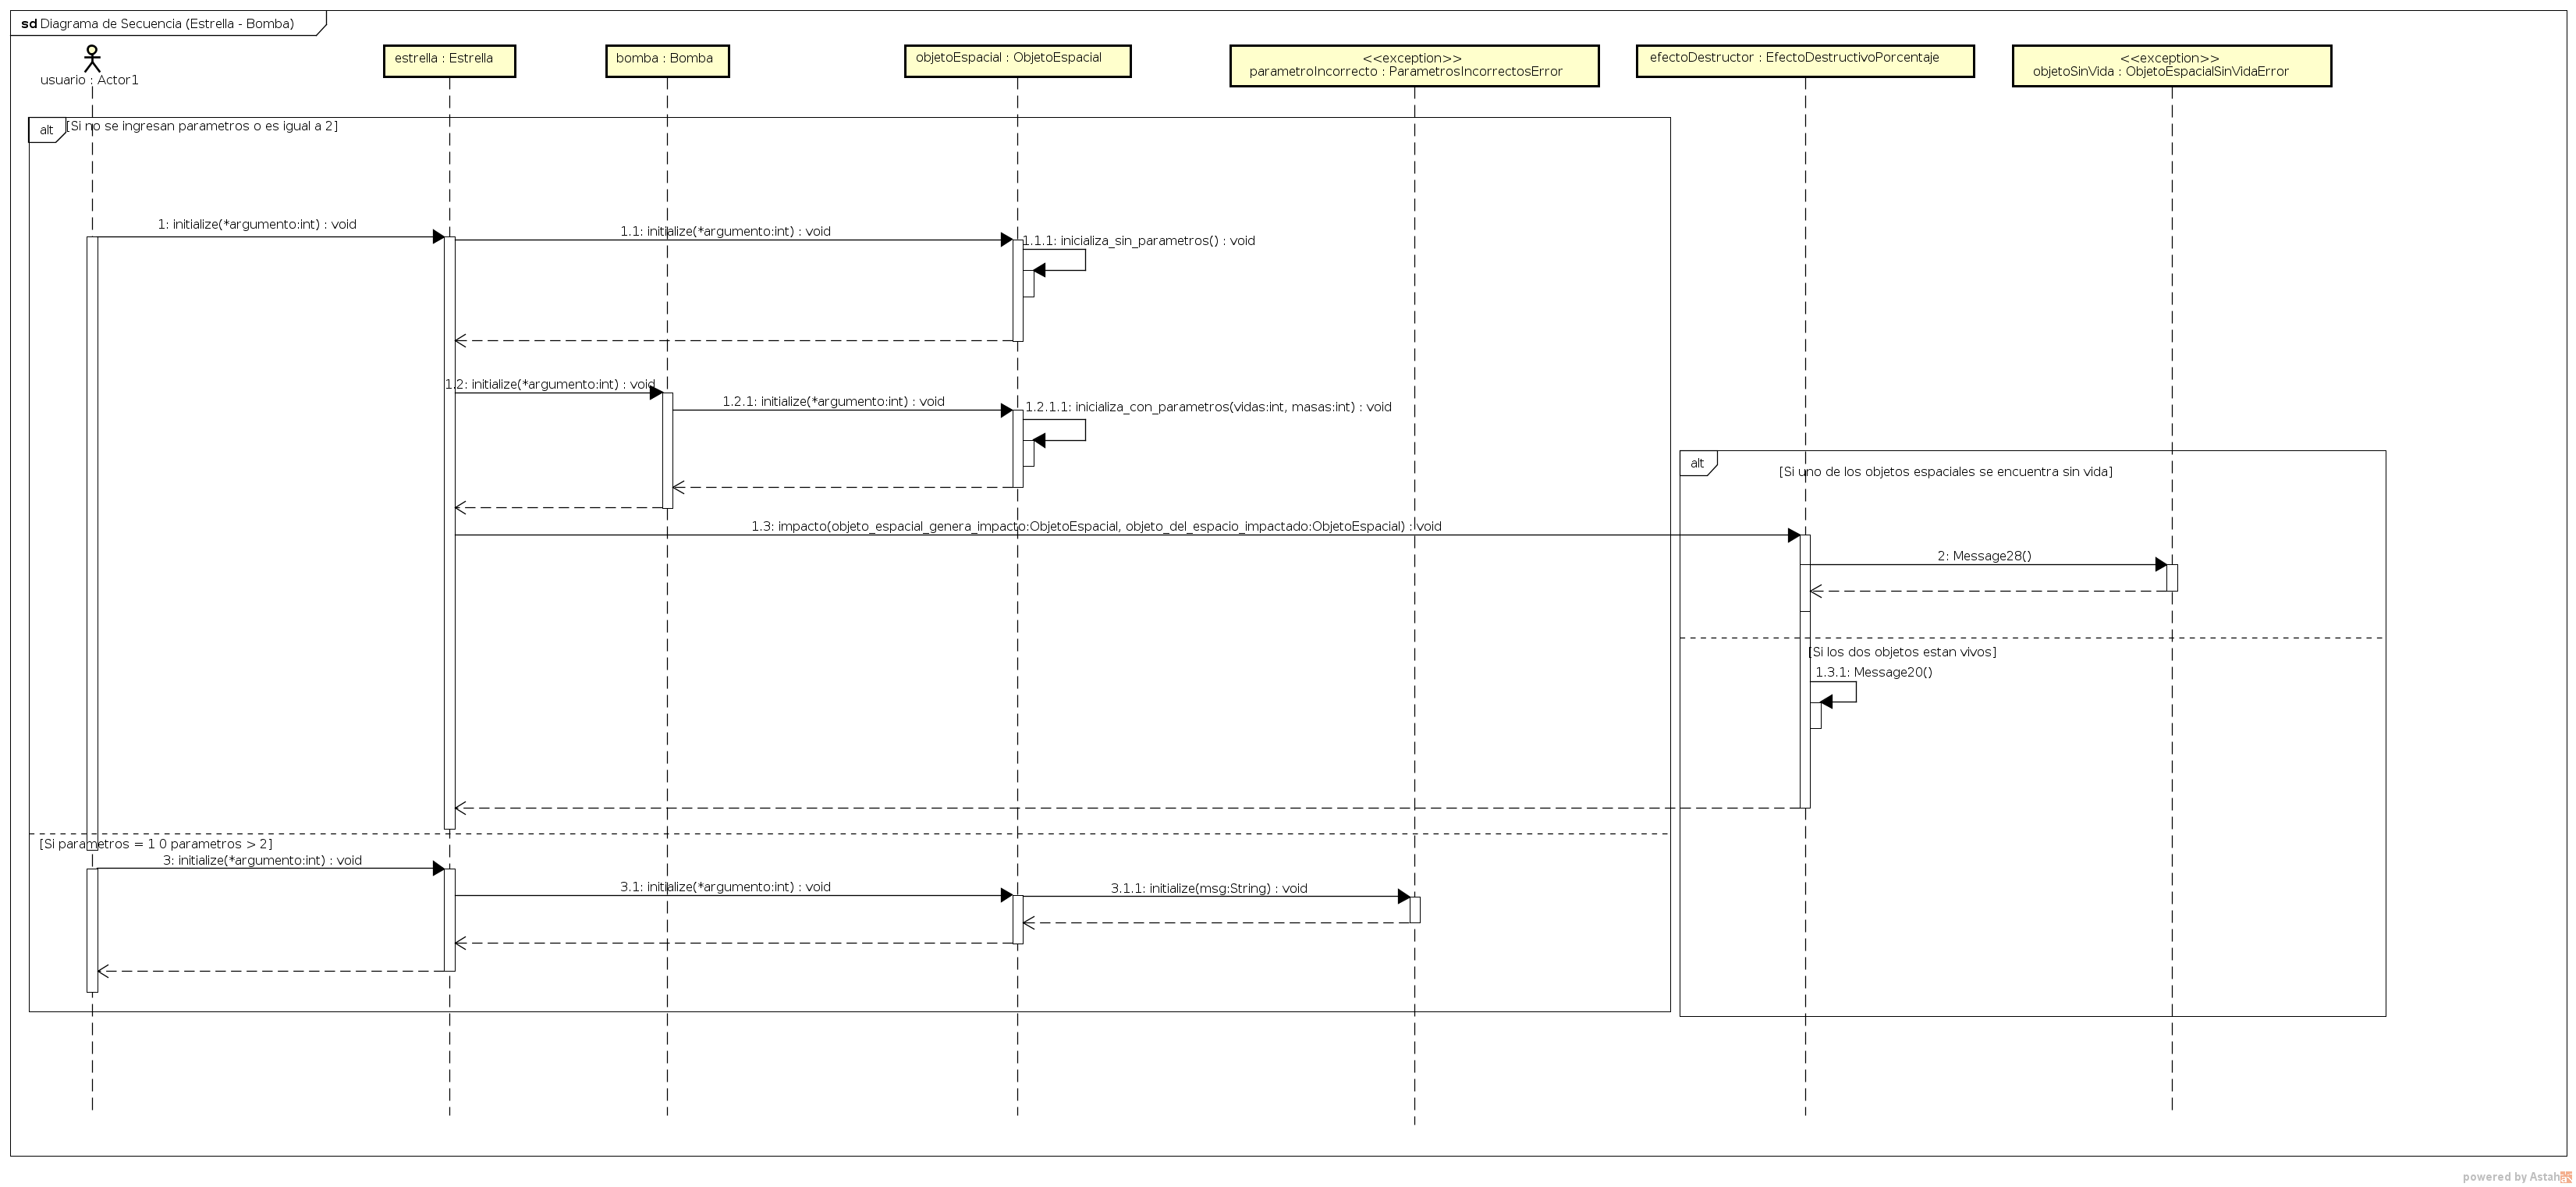 sd Diagrama de Secuencia (Estrella - Bomba)
usuario : Actor1
estrella : Estrella
bomba : Bomba
objetoEspacial : ObjetoEspacial
<<exception>>
parametroIncorrecto : ParametrosIncorrectosError
efectoDestructor : EfectoDestructivoPorcentaje
<<exception>>
objetoSinVida : ObjetoEspacialSinVidaError
alt
[Si no se ingresan parametros o es igual a 2]
1: initialize(*argumento:int) : void
1.1: initialize(*argumento:int) : void
1.1.1: inicializa_sin_parametros() : void
1.2: initialize(*argumento:int) : void
1.2.1: initialize(*argumento:int) : void
1.2.1.1: inicializa_con_parametros(vidas:int, masas:int) : void
alt
[Si uno de los objetos espaciales se encuentra sin vida]
1.3: impacto(objeto_espacial_genera_impacto:ObjetoEspacial, objeto_del_espacio_impactado:ObjetoEspacial) : void
2: Message28()
[Si los dos objetos estan vivos]
1.3.1: Message20()
[Si parametros = 1 0 parametros > 2]
3: initialize(*argumento:int) : void
3.1: initialize(*argumento:int) : void
3.1.1: initialize(msg:String) : void
powered by Astah